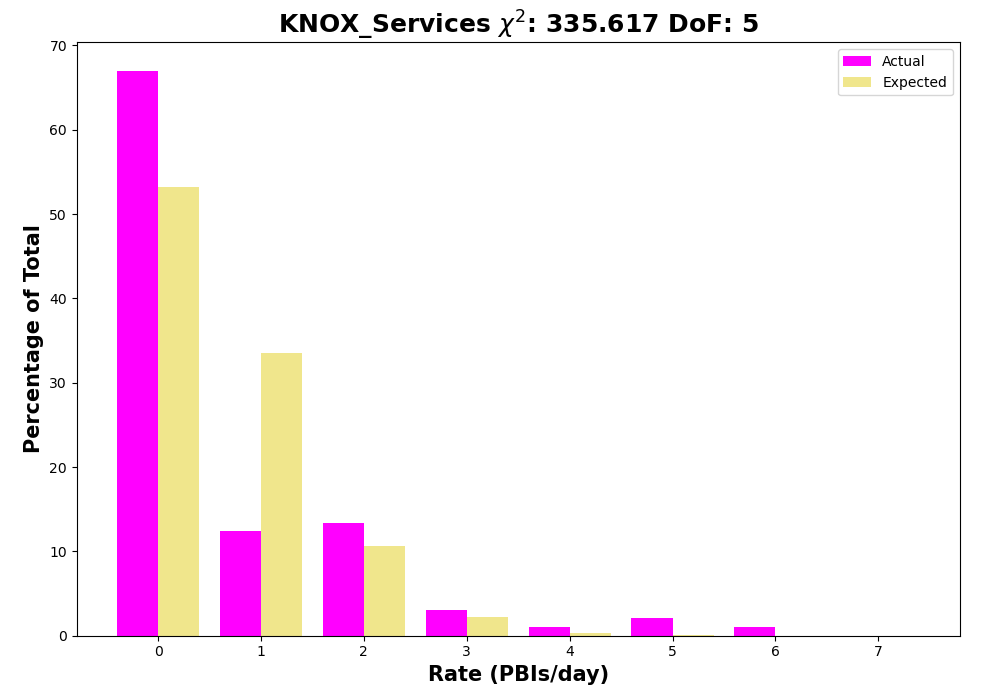 KNOX_Services χ²: 335.617 DoF: 5
Actual
Expected
Percentage of Total
70
60
50
40
30
20
10
0
0 1 2 3 4 5 6 7
Rate (PBIs/day)